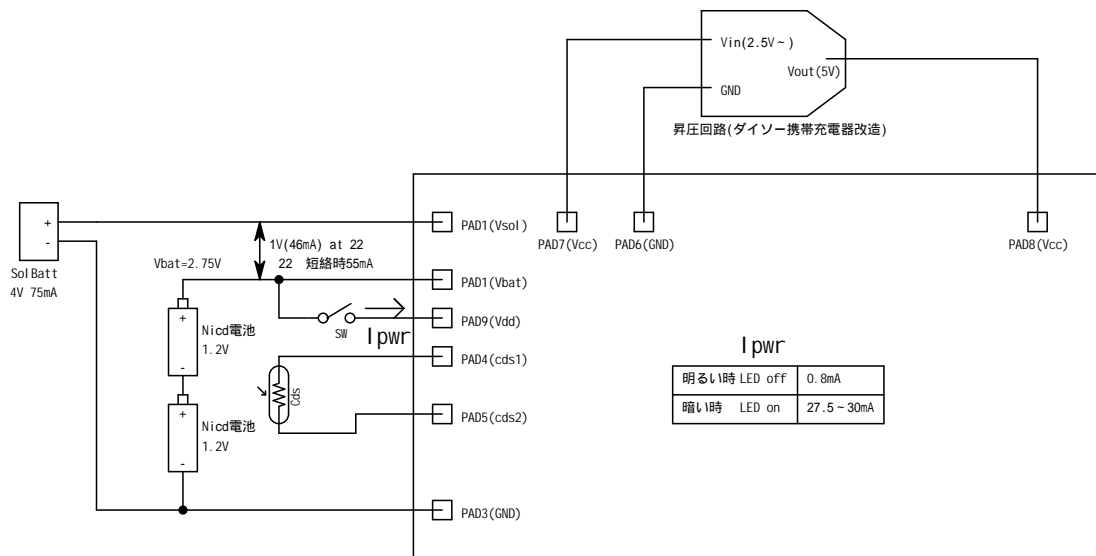 Vin(2.5V~)
Vout(5V)
GND
昇圧回路(ダイソー携帯充電器改造)
+
-
SolBatt
4V 75mA
PAD1(Vsol)
PAD7(Vcc)
PAD6(GND)
PAD8(Vcc)
1V(46mA) at 22
22 短絡時55mA
Vbat=2.75V
PAD1(Vbat)
+
-
Nicd電池
1.2V
SW
Ipwr
PAD9(Vdd)
PAD4(cds1)
Cds
PAD5(cds2)
+
-
Nicd電池
1.2V
PAD3(GND)
Ipwr
明るい時 LED off 0.8mA
暗い時 LED on 27.5~30mA